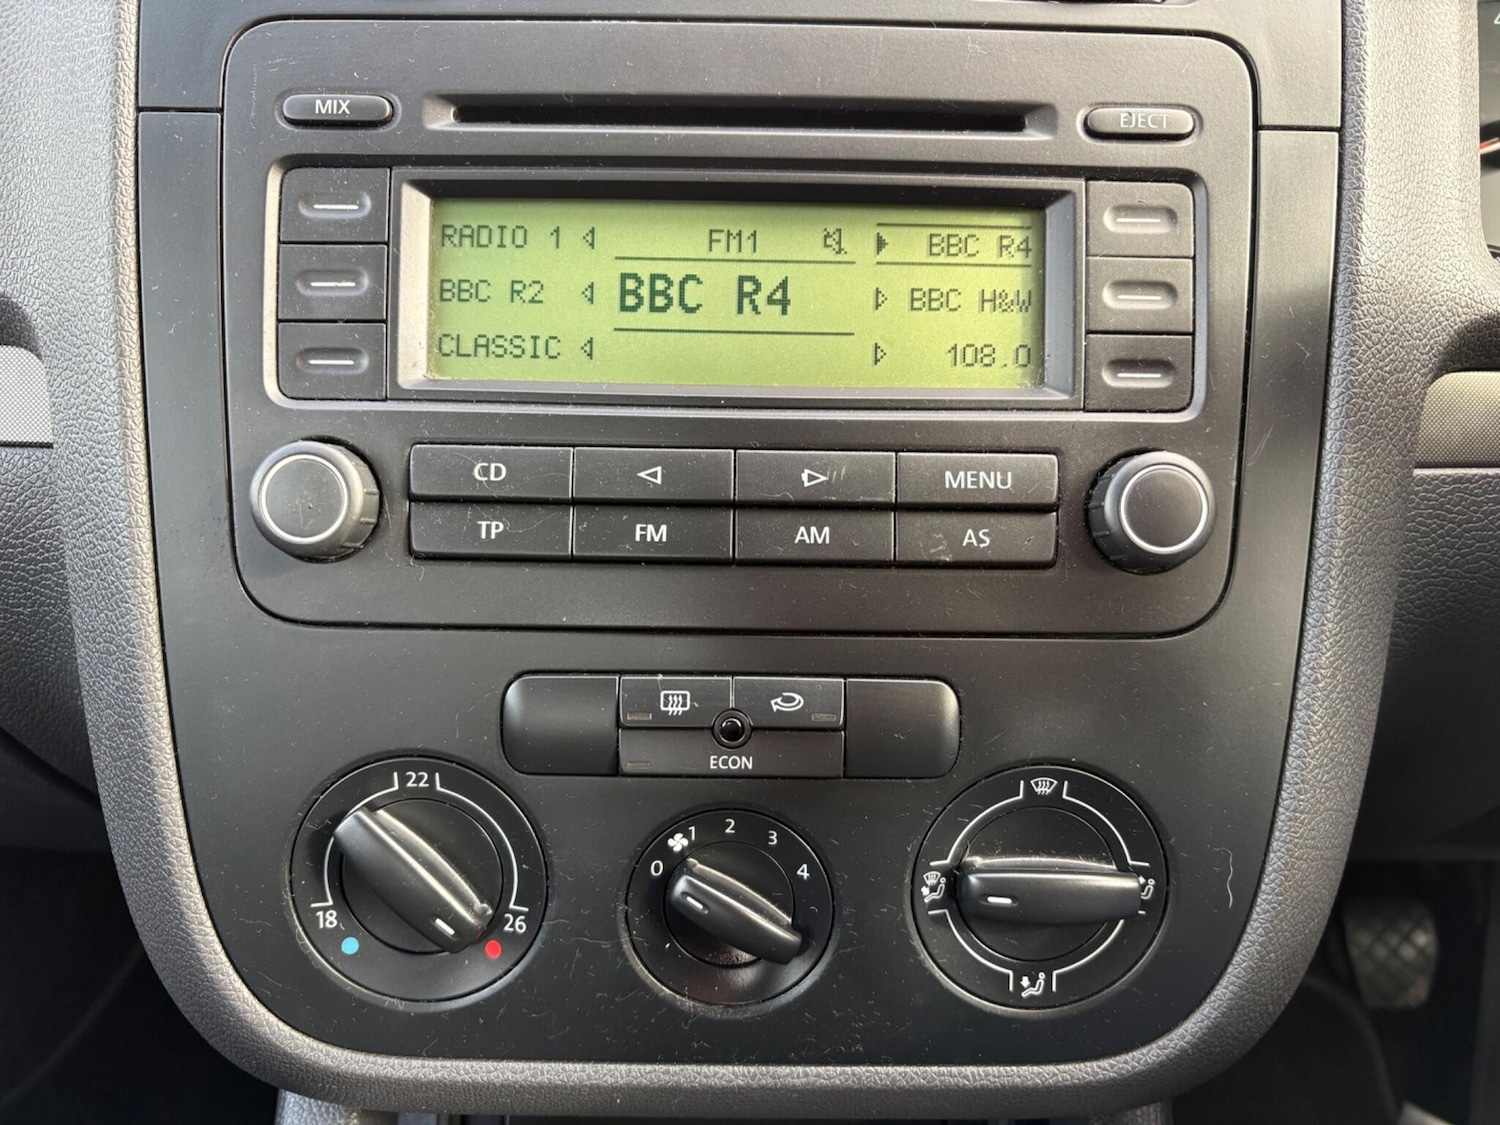 MIX
EJECT
RADIO 1 FM1 BBC R4
BBC R2 BBC R4 BBC H&W
CLASSIC 108.0
CD MENU
TP FM AM AS
ECON
22
18 26
0 1 2 3 4